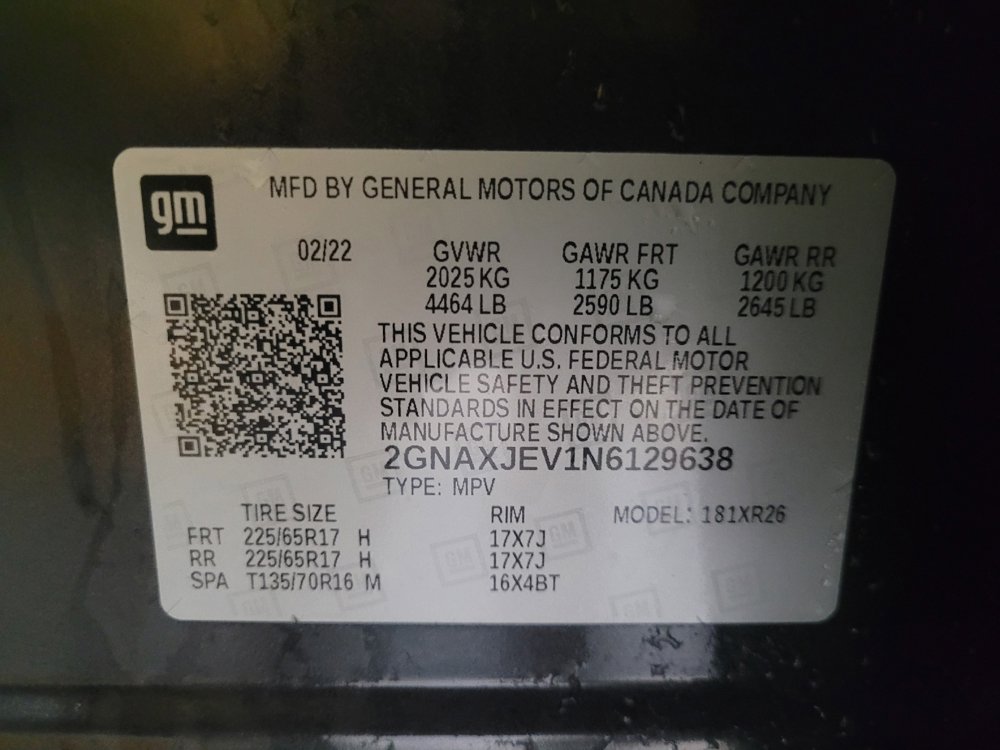 gm
MFD BY GENERAL MOTORS OF CANADA COMPANY
02/22 GVWR GAWR FRT GAWR RR
2025 KG 1175 KG 1200 KG
4464 LB 2590 LB 2645 LB
THIS VEHICLE CONFORMS TO ALL
APPLICABLE U.S. FEDERAL MOTOR
VEHICLE SAFETY AND THEFT PREVENTION
STANDARDS IN EFFECT ON THE DATE OF
MANUFACTURE SHOWN ABOVE.
2GNAXJEV1N6129638
TYPE: MPV
TIRE SIZE RIM MODEL: 181XR26
FRT 225/65R17 H 17X7J
RR 225/65R17 H 17X7J
SPA T135/70R16 M 16X4BT